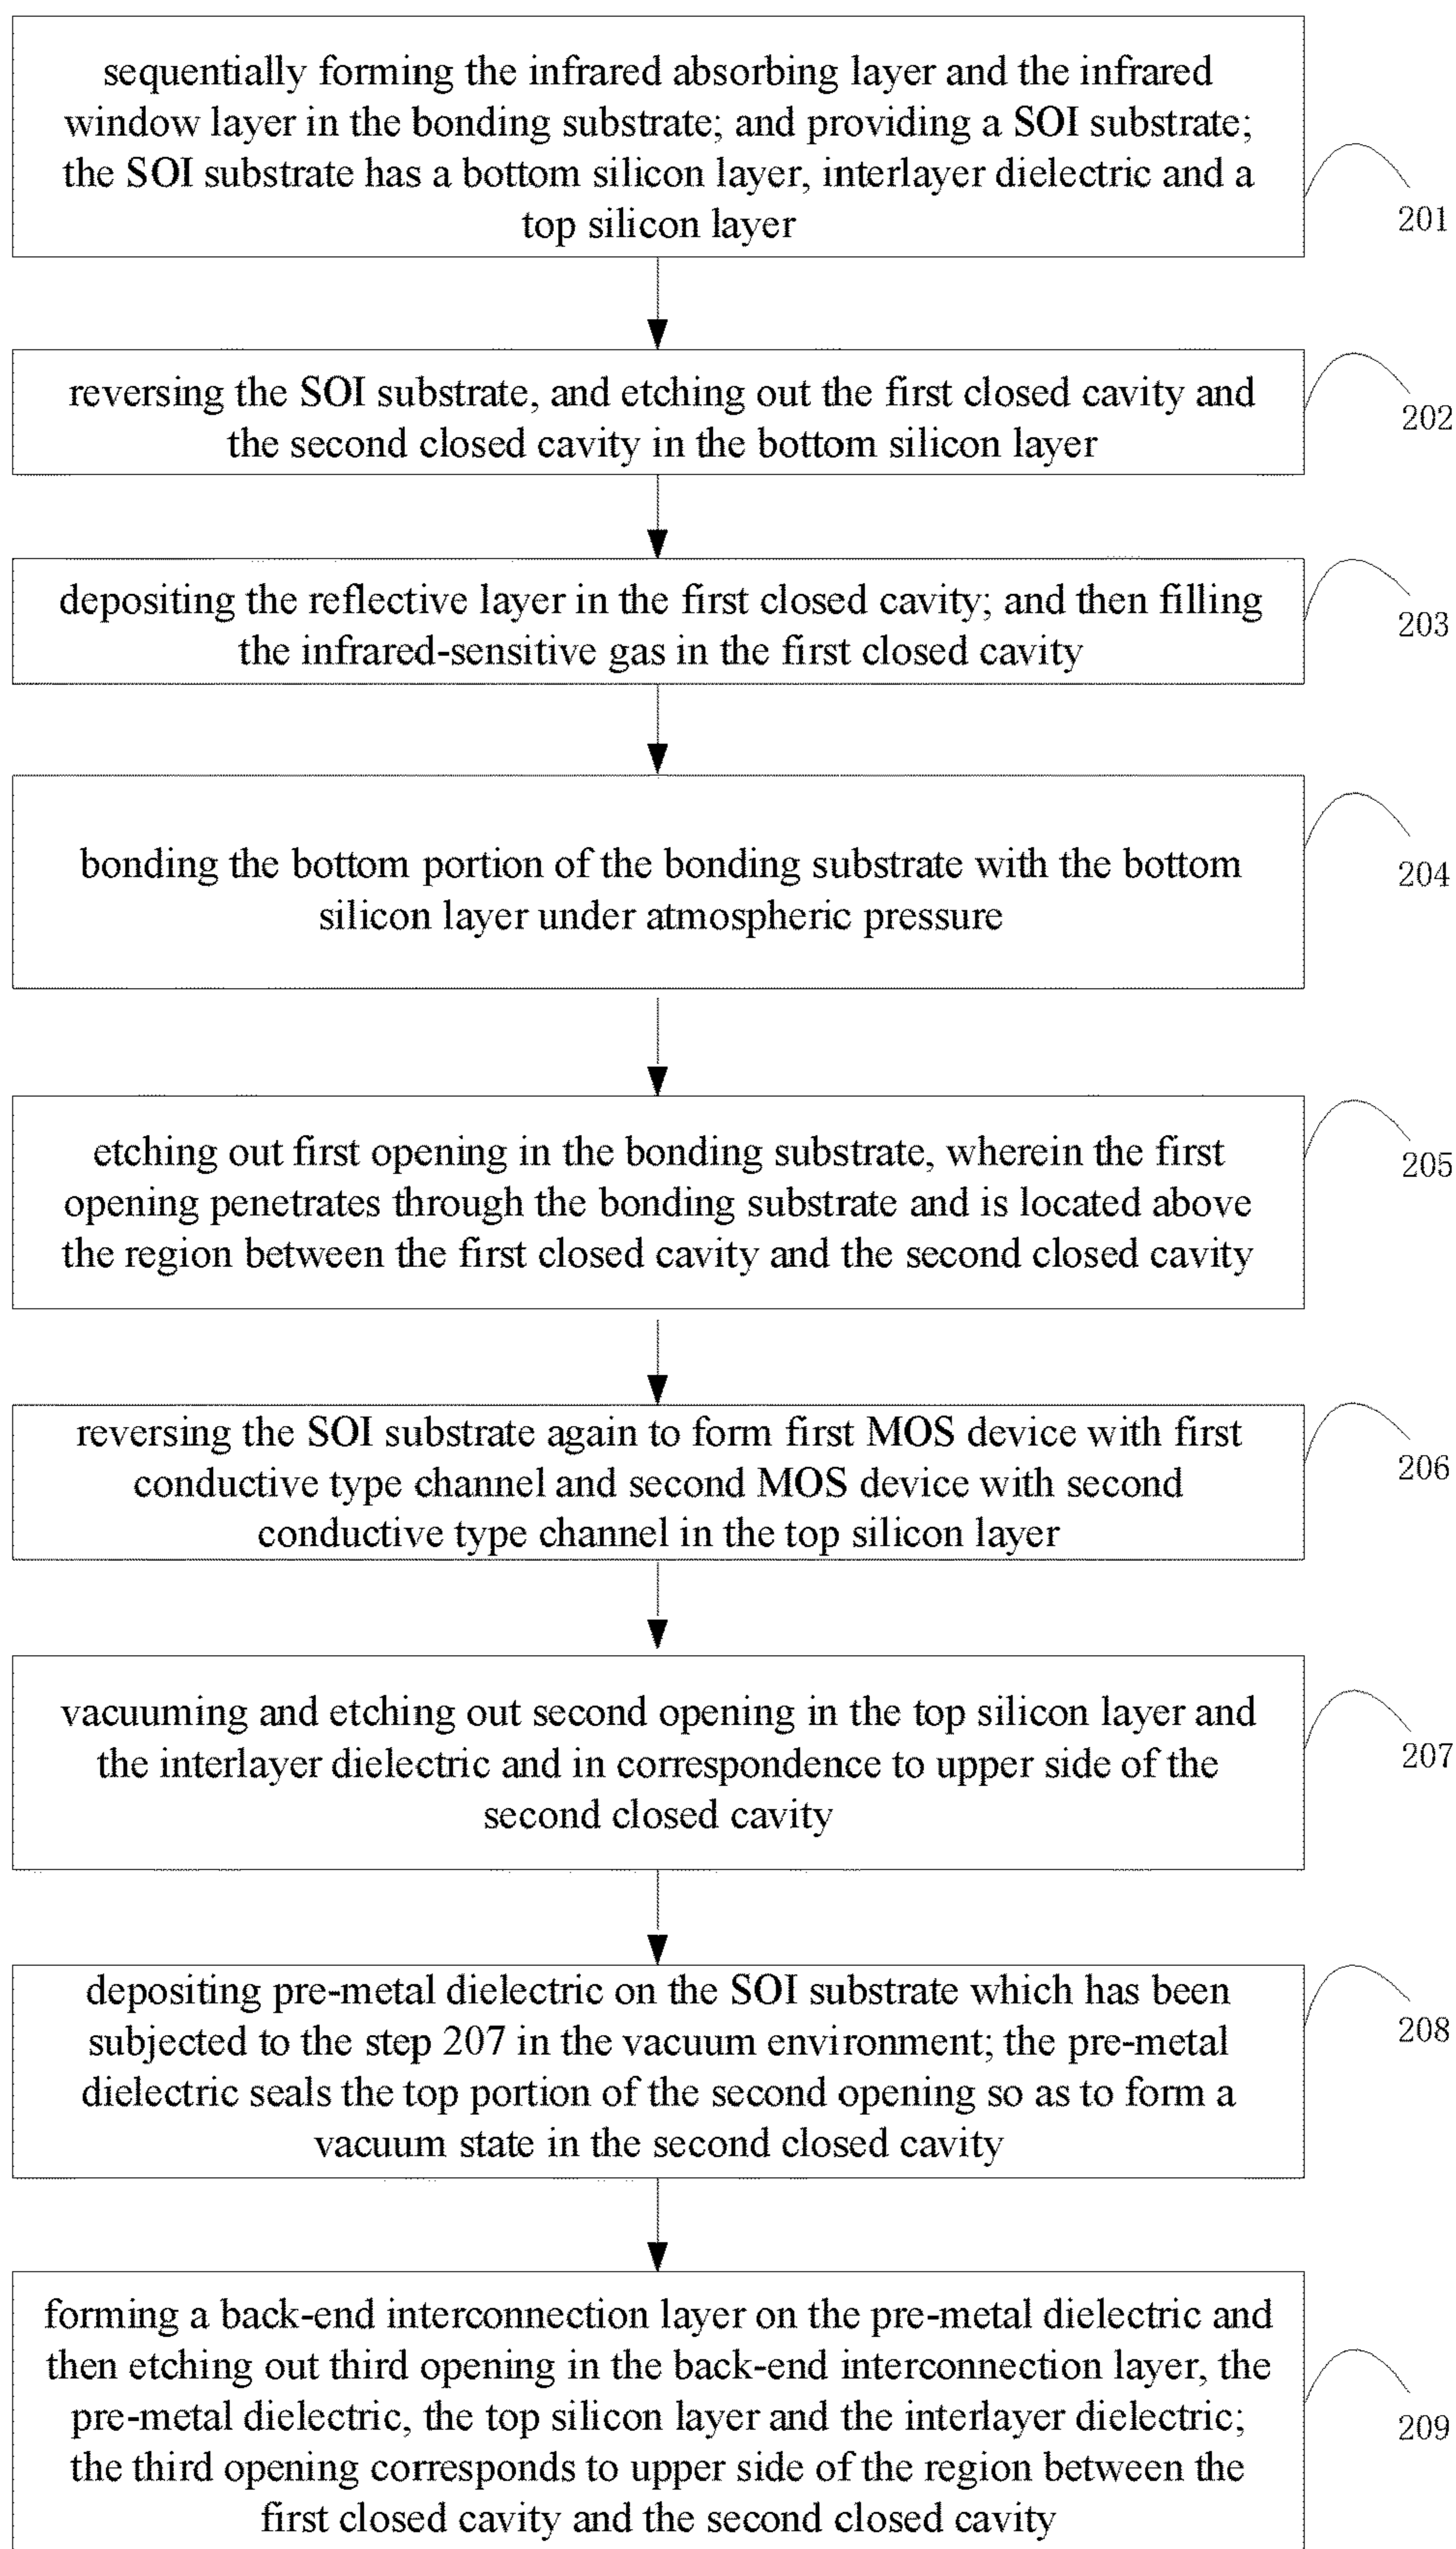 sequentially forming the infrared absorbing layer and the infrared
window layer in the bonding substrate; and providing a SOI substrate;
the SOI substrate has a bottom silicon layer, interlayer dielectric and a
top silicon layer
201
reversing the SOI substrate, and etching out the first closed cavity and
the second closed cavity in the bottom silicon layer
202
depositing the reflective layer in the first closed cavity; and then filling
the infrared-sensitive gas in the first closed cavity
203
bonding the bottom portion of the bonding substrate with the bottom
silicon layer under atmospheric pressure
204
etching out first opening in the bonding substrate, wherein the first
opening penetrates through the bonding substrate and is located above
the region between the first closed cavity and the second closed cavity
205
reversing the SOI substrate again to form first MOS device with first
conductive type channel and second MOS device with second
conductive type channel in the top silicon layer
206
vacuuming and etching out second opening in the top silicon layer and
the interlayer dielectric and in correspondence to upper side of the
second closed cavity
207
depositing pre-metal dielectric on the SOI substrate which has been
subjected to the step 207 in the vacuum environment; the pre-metal
dielectric seals the top portion of the second opening so as to form a
vacuum state in the second closed cavity
208
forming a back-end interconnection layer on the pre-metal dielectric and
then etching out third opening in the back-end interconnection layer, the
pre-metal dielectric, the top silicon layer and the interlayer dielectric;
the third opening corresponds to upper side of the region between the
first closed cavity and the second closed cavity
209